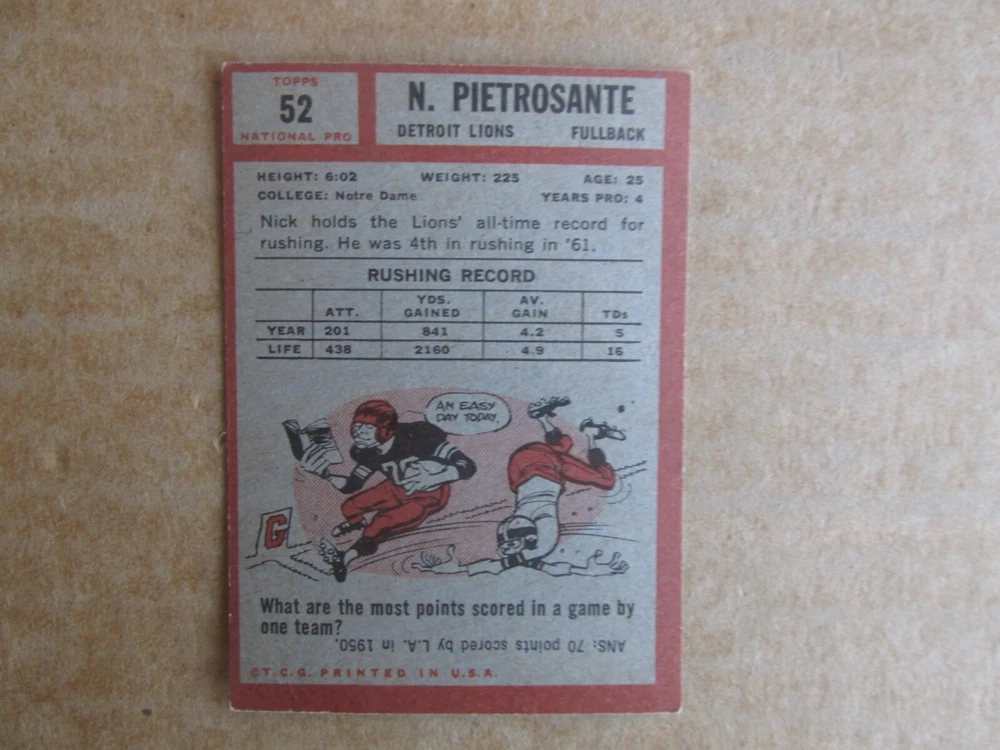 TOPPS
52
NATIONAL PRO
N. PIETROSANTE
DETROIT LIONS FULLBACK
HEIGHT: 6:02 WEIGHT: 225 AGE: 25
COLLEGE: Notre Dame YEARS PRO: 4
Nick holds the Lions' all-time record for
rushing. He was 4th in rushing in '61.
RUSHING RECORD
ATT. YDS. GAINED AV. GAIN TDs
YEAR 201 841 4.2 5
LIFE 438 2160 4.9 16
AN EASY
DAY TODAY.
G
What are the most points scored in a game by
one team?
ANS: 70 points scored by L.A. in 1950.
©T.C.G. PRINTED IN U.S.A.